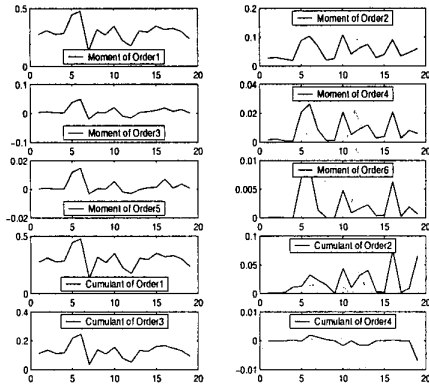 0.5
0
0 5 10 15 20
Moment of Order1
0.2
0.1
0
0 5 10 15 20
Moment of Order2
0.1
0
-0.1
0 5 10 15 20
Moment of Order3
0.04
0.02
0
0 5 10 15 20
Moment of Order4
0.02
0
-0.02
0 5 10 15 20
Moment of Order5
0.01
0.005
0
0 5 10 15 20
Moment of Order6
0.5
0
0 5 10 15 20
Cumulant of Order1
0.1
0.05
0
0 5 10 15 20
Cumulant of Order2
0.4
0.2
0
0 5 10 15 20
Cumulant of Order3
0.01
0
-0.01
0 5 10 15 20
Cumulant of Order4